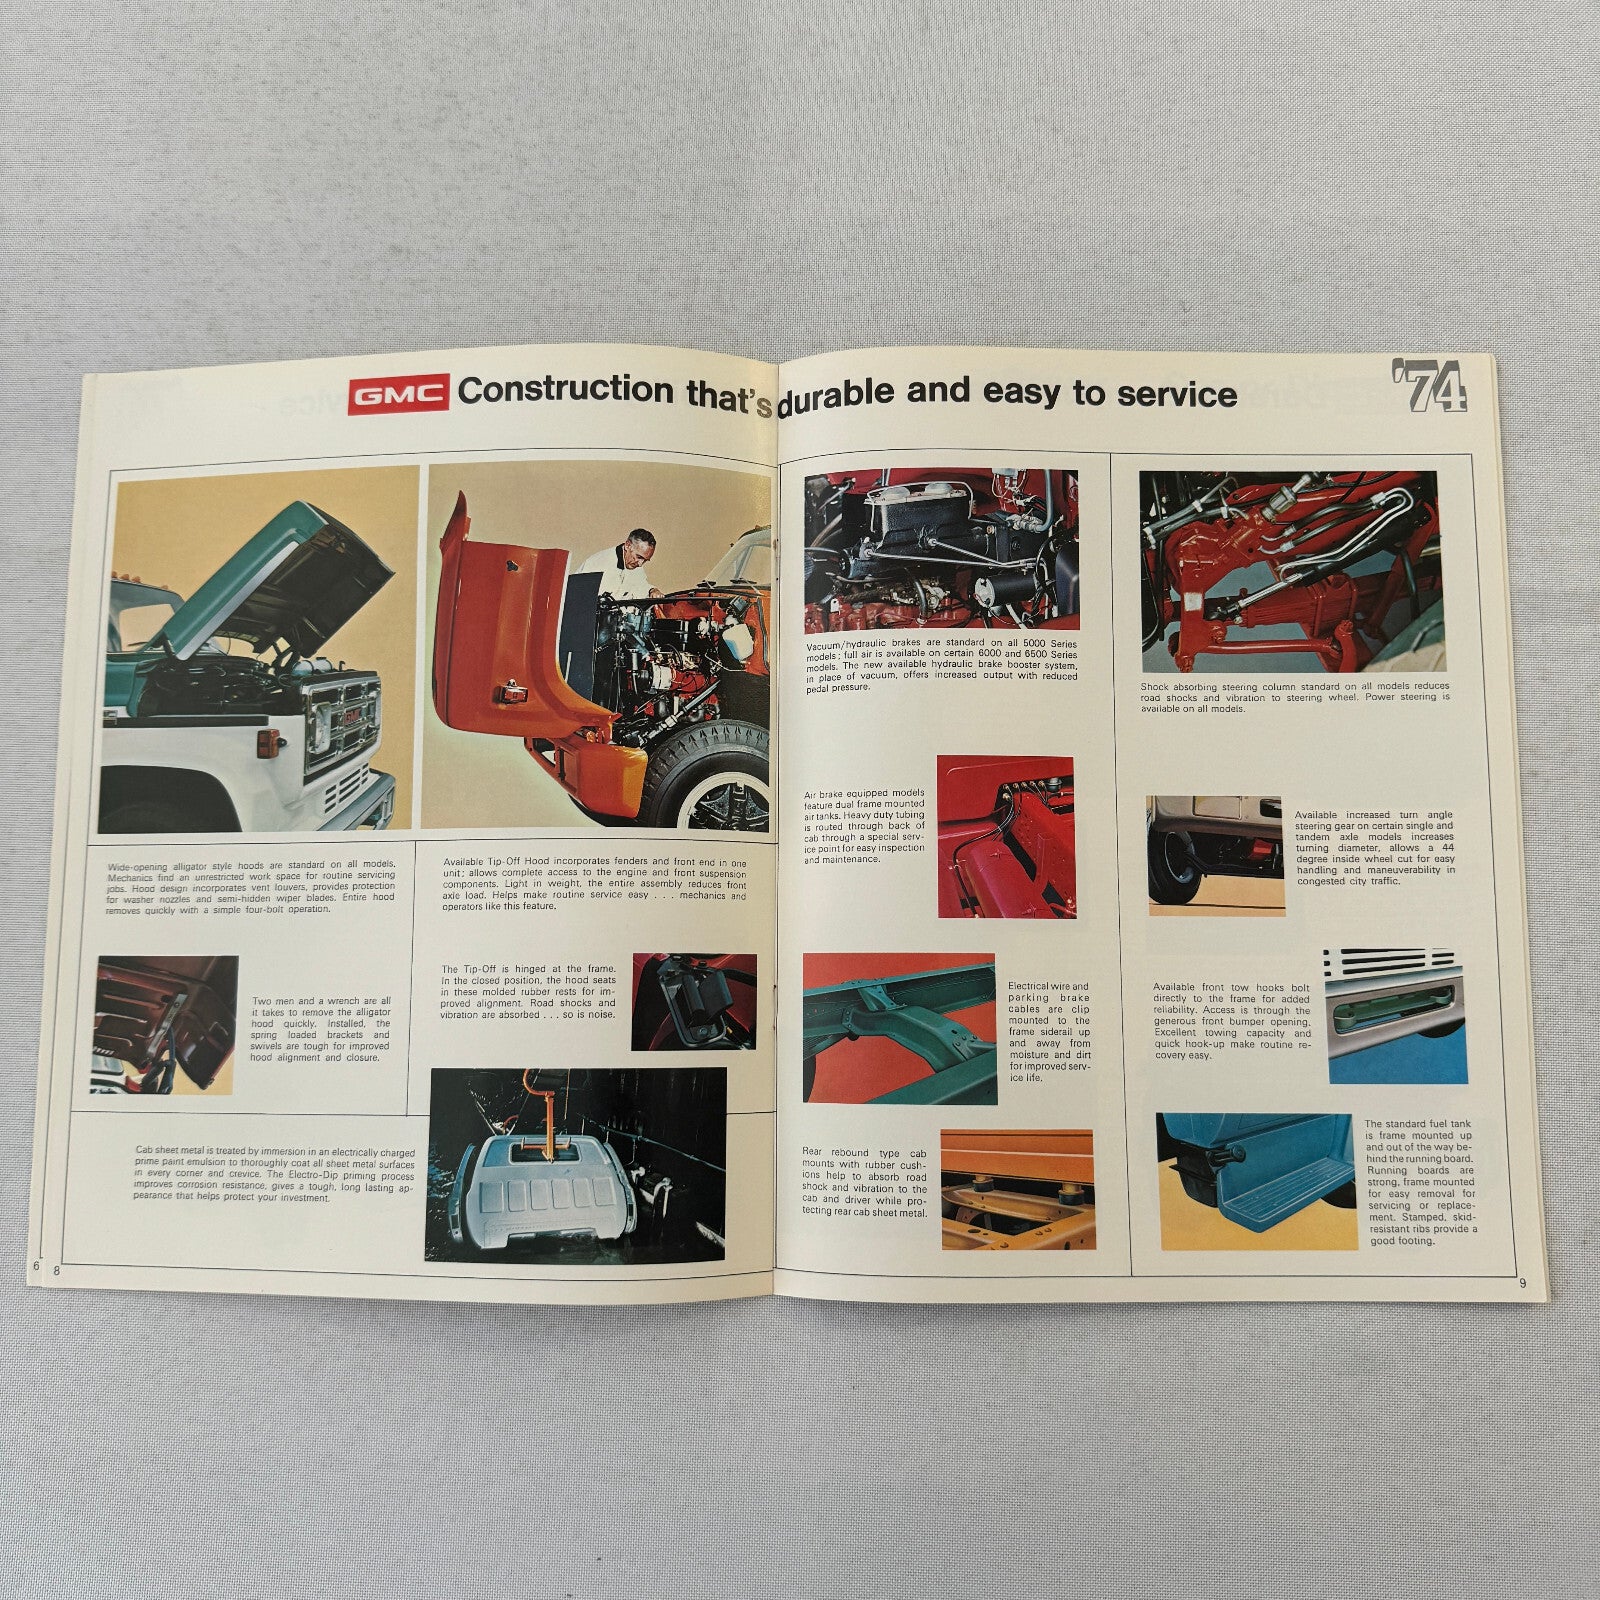 GMC Construction that's durable and easy to service
'74
GMC
Wide-opening alligator style hoods are standard on all models.
Mechanics find an unrestricted work space for routine servicing
jobs. Hood design incorporates vent louvers, provides protection
for washer nozzles and semi-hidden wiper blades. Entire hood
removes quickly with a simple four-bolt operation.
Available Tip-Off Hood incorporates fenders and front end in one
unit; allows complete access to the engine and front suspension
components. Light in weight, the entire assembly reduces front
axle load. Helps make routine service easy . . . mechanics and
operators like this feature.
Two men and a wrench are all
it takes to remove the alligator
hood quickly. Installed, the
spring loaded brackets and
swivels are tough for improved
hood alignment and closure.
The Tip-Off is hinged at the frame.
In the closed position, the hood seats
in these molded rubber rests for im-
proved alignment. Road shocks and
vibration are absorbed . . . so is noise.
Cab sheet metal is treated by immersion in an electrically charged
prime paint emulsion to thoroughly coat all sheet metal surfaces
in every corner and crevice. The Electro-Dip priming process
improves corrosion resistance, gives a tough, long lasting ap-
pearance that helps protect your investment.
6
8
Vacuum/hydraulic brakes are standard on all 5000 Series
models; full air is available on certain 6000 and 6500 Series
models. The new available hydraulic brake booster system,
in place of vacuum, offers increased output with reduced
pedal pressure.
Air brake equipped models
feature dual frame mounted
air tanks. Heavy duty tubing
is routed through back of
cab through a special serv-
ice point for easy inspection
and maintenance.
Electrical wire and
parking brake
cables are clip
mounted to the
frame siderail up
and away from
moisture and dirt
for improved serv-
ice life.
Rear rebound type cab
mounts with rubber cush-
ions help to absorb road
shock and vibration to the
cab and driver while pro-
tecting rear cab sheet metal.
Shock absorbing steering column standard on all models reduces
road shocks and vibration to steering wheel. Power steering is
available on all models.
Available increased turn angle
steering gear on certain single and
tandem axle models increases
turning diameter, allows a 44
degree inside wheel cut for easy
handling and maneuverability in
congested city traffic.
Available front tow hooks bolt
directly to the frame for added
reliability. Access is through the
generous front bumper opening.
Excellent towing capacity and
quick hook-up make routine re-
covery easy.
The standard fuel tank
is frame mounted up
and out of the way be-
hind the running board.
Running boards are
strong, frame mounted
for easy removal for
servicing or replace-
ment. Stamped, skid-
resistant ribs provide a
good footing.
9